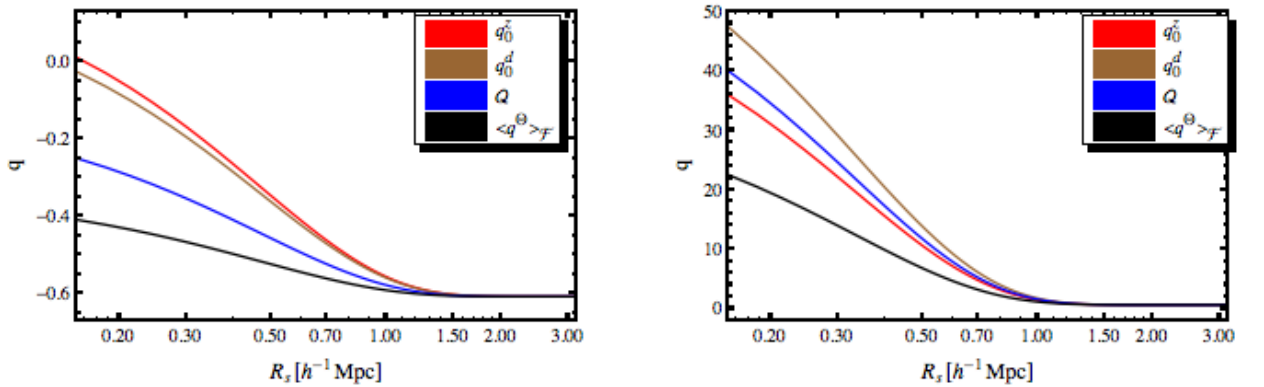 q
0.0
−0.2
−0.4
−0.6
0.20 0.30 0.50 0.70 1.00 1.50 2.00 3.00
R_s [h^{-1} Mpc]
q_0^z
q_0^d
Q
<q^Θ>_ℱ
q
50
40
30
20
10
0
0.20 0.30 0.50 0.70 1.00 1.50 2.00 3.00
R_s [h^{-1} Mpc]
q_0^z
q_0^d
Q
<q^Θ>_ℱ